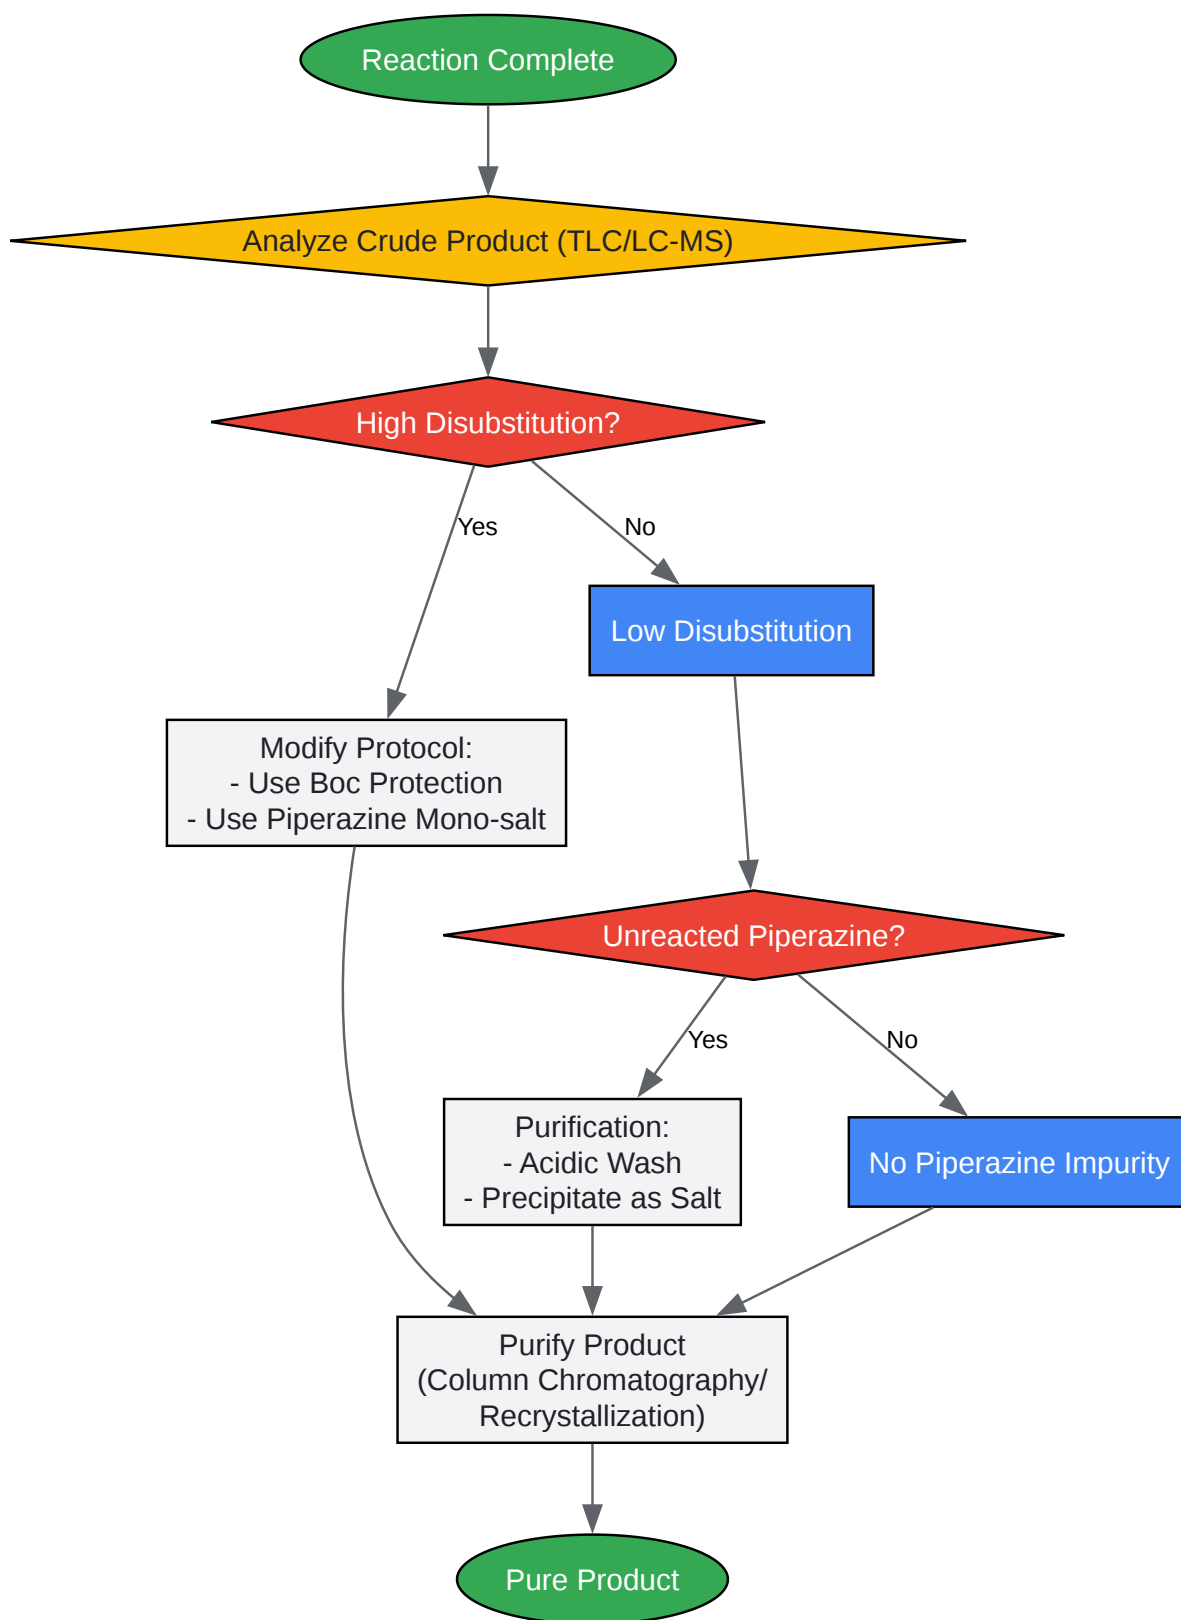 Reaction Complete
Analyze Crude Product (TLC/LC-MS)
High Disubstitution?
Yes
No
Low Disubstitution
Modify Protocol:
- Use Boc Protection
- Use Piperazine Mono-salt
Unreacted Piperazine?
Yes
No
Purification:
- Acidic Wash
- Precipitate as Salt
No Piperazine Impurity
Purify Product
(Column Chromatography/
Recrystallization)
Pure Product